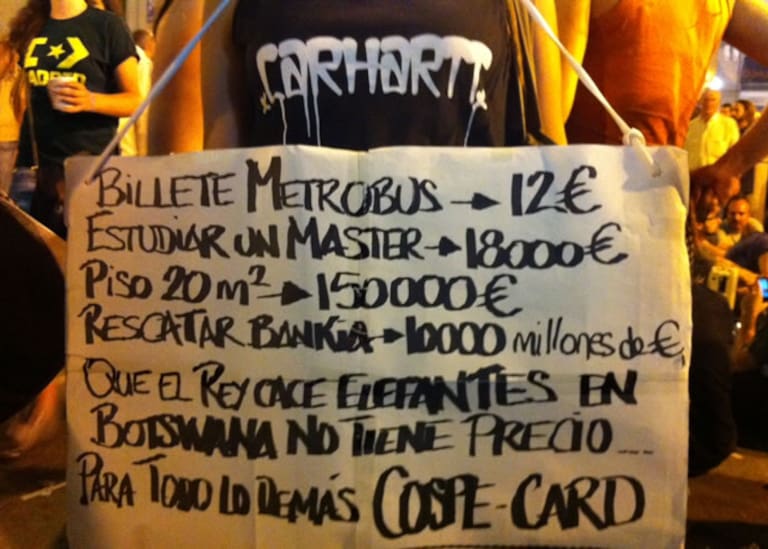 MADRID
CARHARTT
BILLETE METROBUS → 12€
ESTUDIAR UN MASTER → 18000€
PISO 20 m² → 150000€
RESCATAR BANKIA → 10000 millones de €
QUE EL REY CACE ELEFANTES EN
BOTSWANA NO TIENE PRECIO....
PARA TODO LO DEMÁS COSPE-CARD